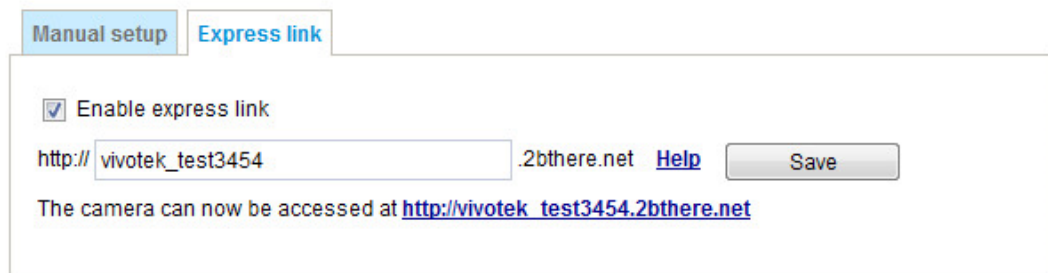 Manual setup Express link
Enable express link
http:// vivotek_test3454 .2bthere.net Help Save
The camera can now be accessed at http://vivotek_test3454.2bthere.net